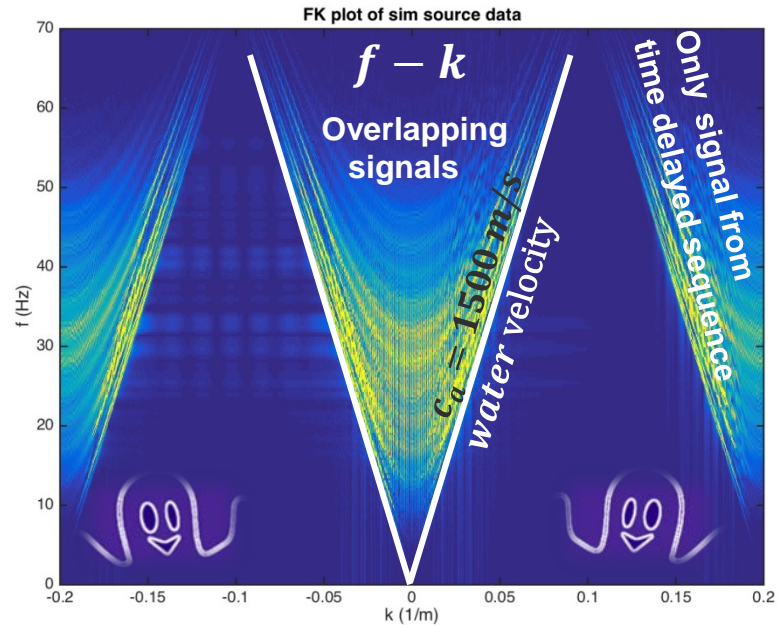 FK plot of sim source data
f − k
Overlapping
signals
c_a = 1500 m/s
water velocity
Only signal from
time delayed sequence
f (Hz)
70
60
50
40
30
20
10
0
-0.2 -0.15 -0.1 -0.05 0 0.05 0.1 0.15 0.2
k (1/m)